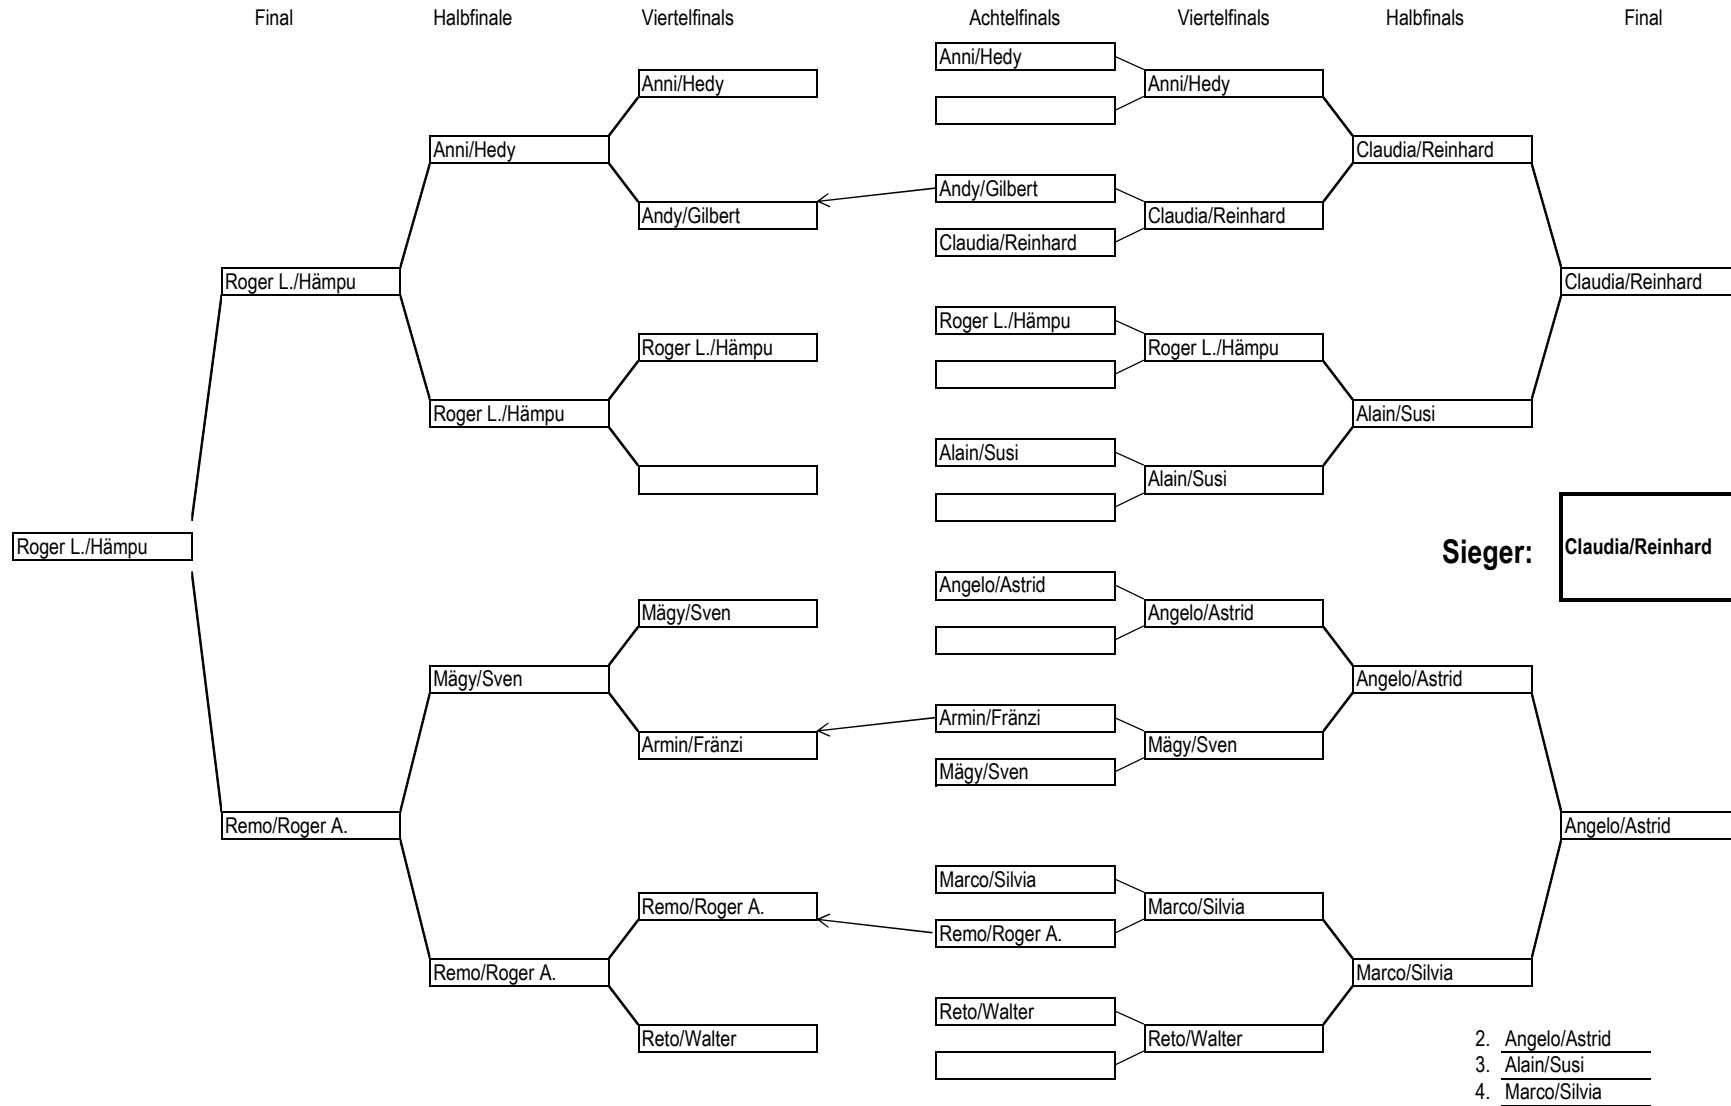 Final Halbfinale Viertelfinals Achtelfinals Viertelfinals Halbfinals Final
Anni/Hedy
Anni/Hedy Anni/Hedy
Anni/Hedy Claudia/Reinhard
Andy/Gilbert
Andy/Gilbert Claudia/Reinhard
Claudia/Reinhard
Roger L./Hämpu Claudia/Reinhard
Roger L./Hämpu
Roger L./Hämpu Roger L./Hämpu
Roger L./Hämpu Alain/Susi
Alain/Susi
Alain/Susi
Roger L./Hämpu Sieger: Claudia/Reinhard
Angelo/Astrid
Mägy/Sven Angelo/Astrid
Mägy/Sven Angelo/Astrid
Armin/Fränzi
Armin/Fränzi Mägy/Sven
Mägy/Sven
Remo/Roger A. Angelo/Astrid
Marco/Silvia
Remo/Roger A. Marco/Silvia
Remo/Roger A.
Remo/Roger A. Marco/Silvia
Reto/Walter
Reto/Walter Reto/Walter
2. Angelo/Astrid
3. Alain/Susi
4. Marco/Silvia